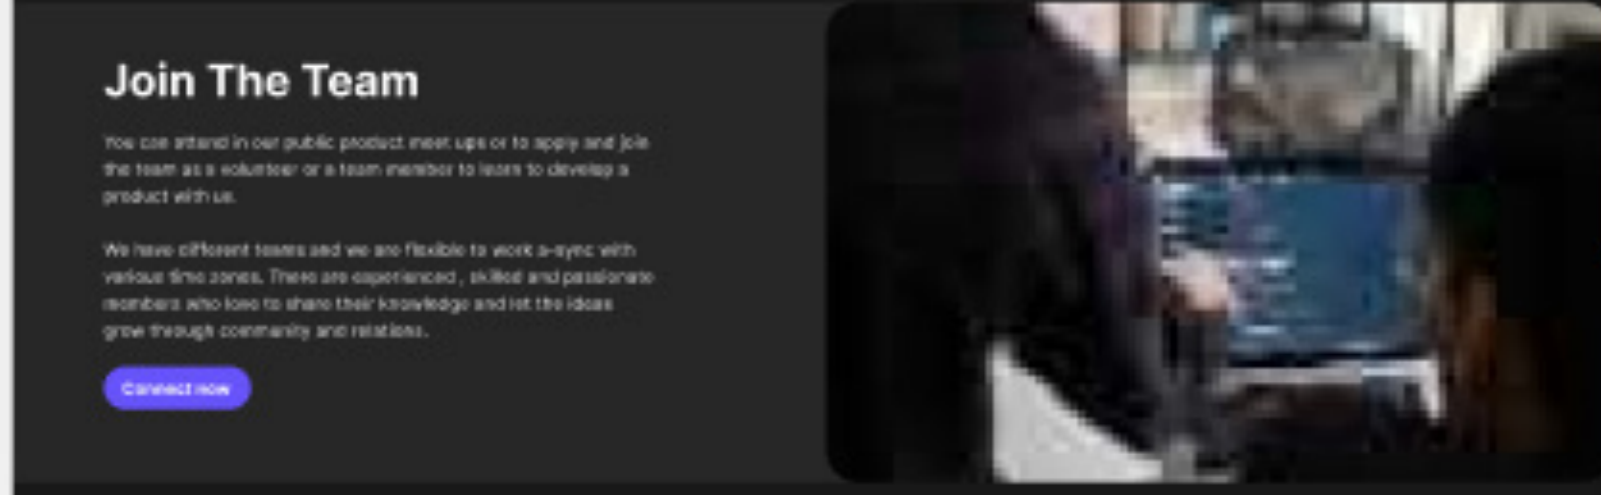 Join The Team
You can attend in our public product meet ups or to apply and join
the team as a volunteer or a team member to learn to develop a
product with us.
We have different teams and we are flexible to work a-sync with
various time zones. There are experienced , skilled and passionate
members who love to share their knowledge and let the ideas
grow through community and relations.
Connect now